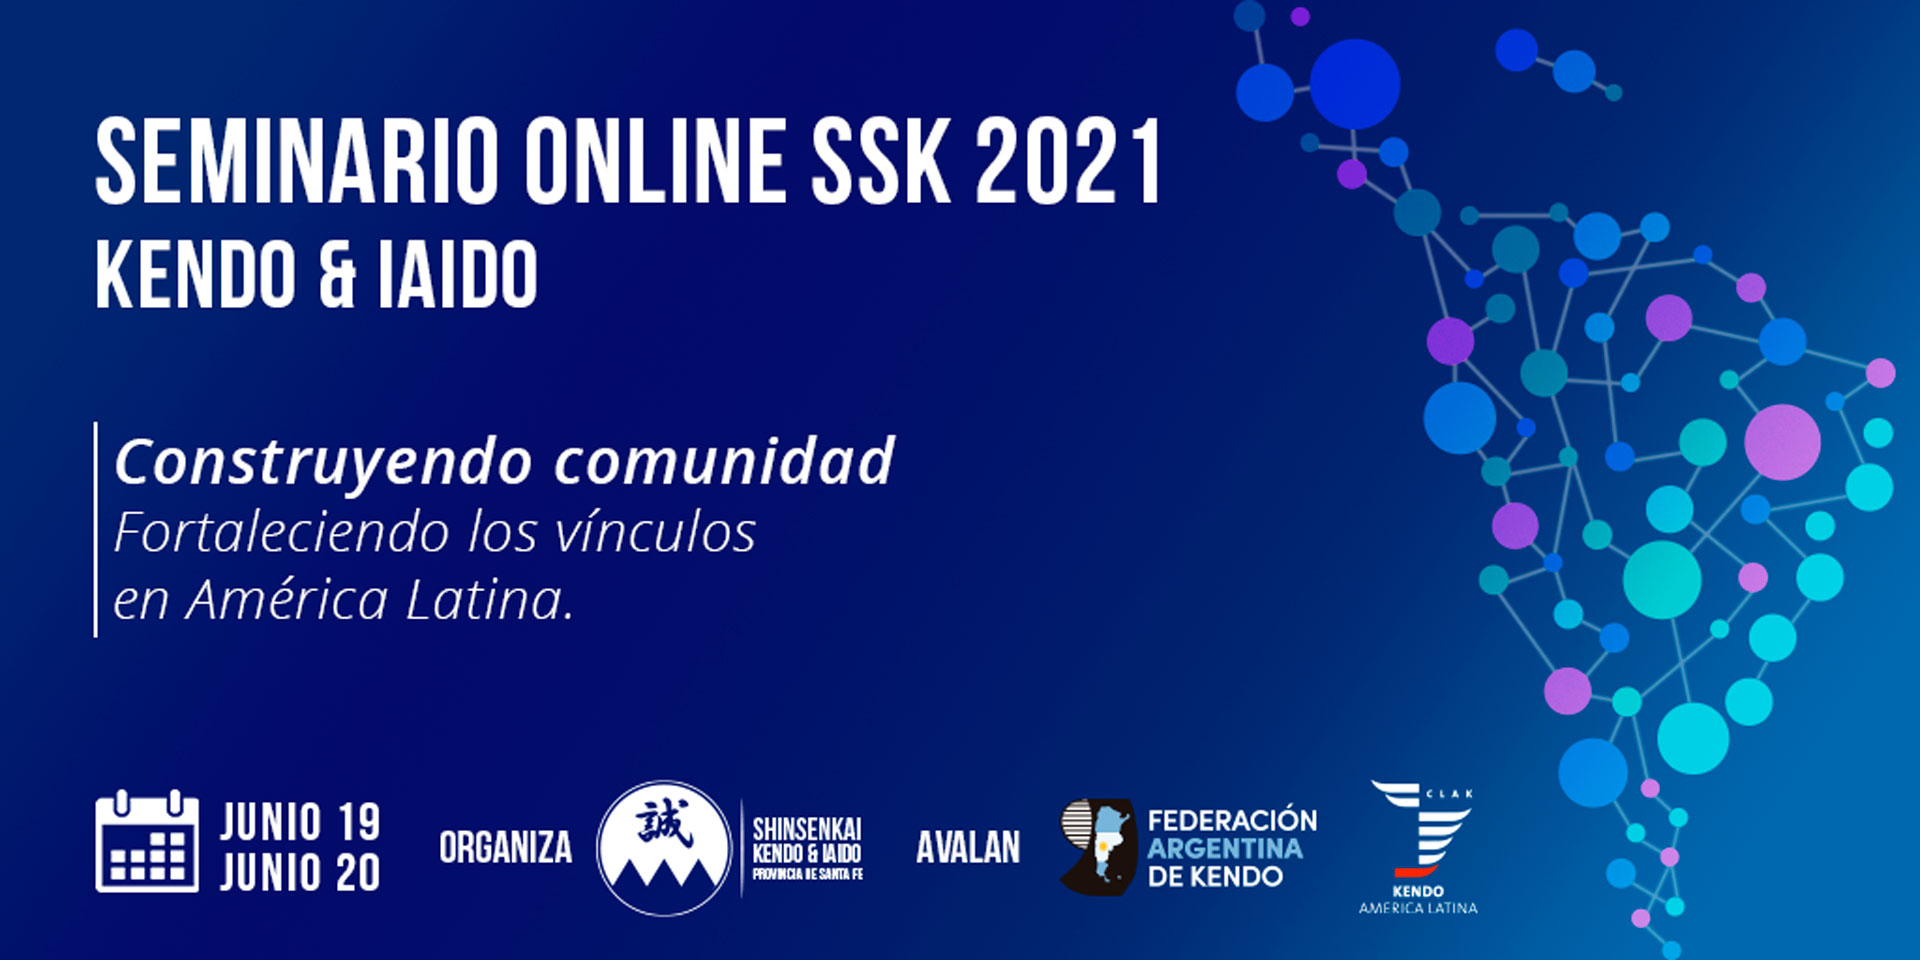 SEMINARIO ONLINE SSK 2021
KENDO & IAIDO
Construyendo comunidad
Fortaleciendo los vínculos
en América Latina.
JUNIO 19
JUNIO 20
ORGANIZA
誠
SHINSENKAI
KENDO & IAIDO
PROVINCIA DE SANTA FE
AVALAN
FEDERACIÓN
ARGENTINA
DE KENDO
CLAK
KENDO
AMERICA LATINA